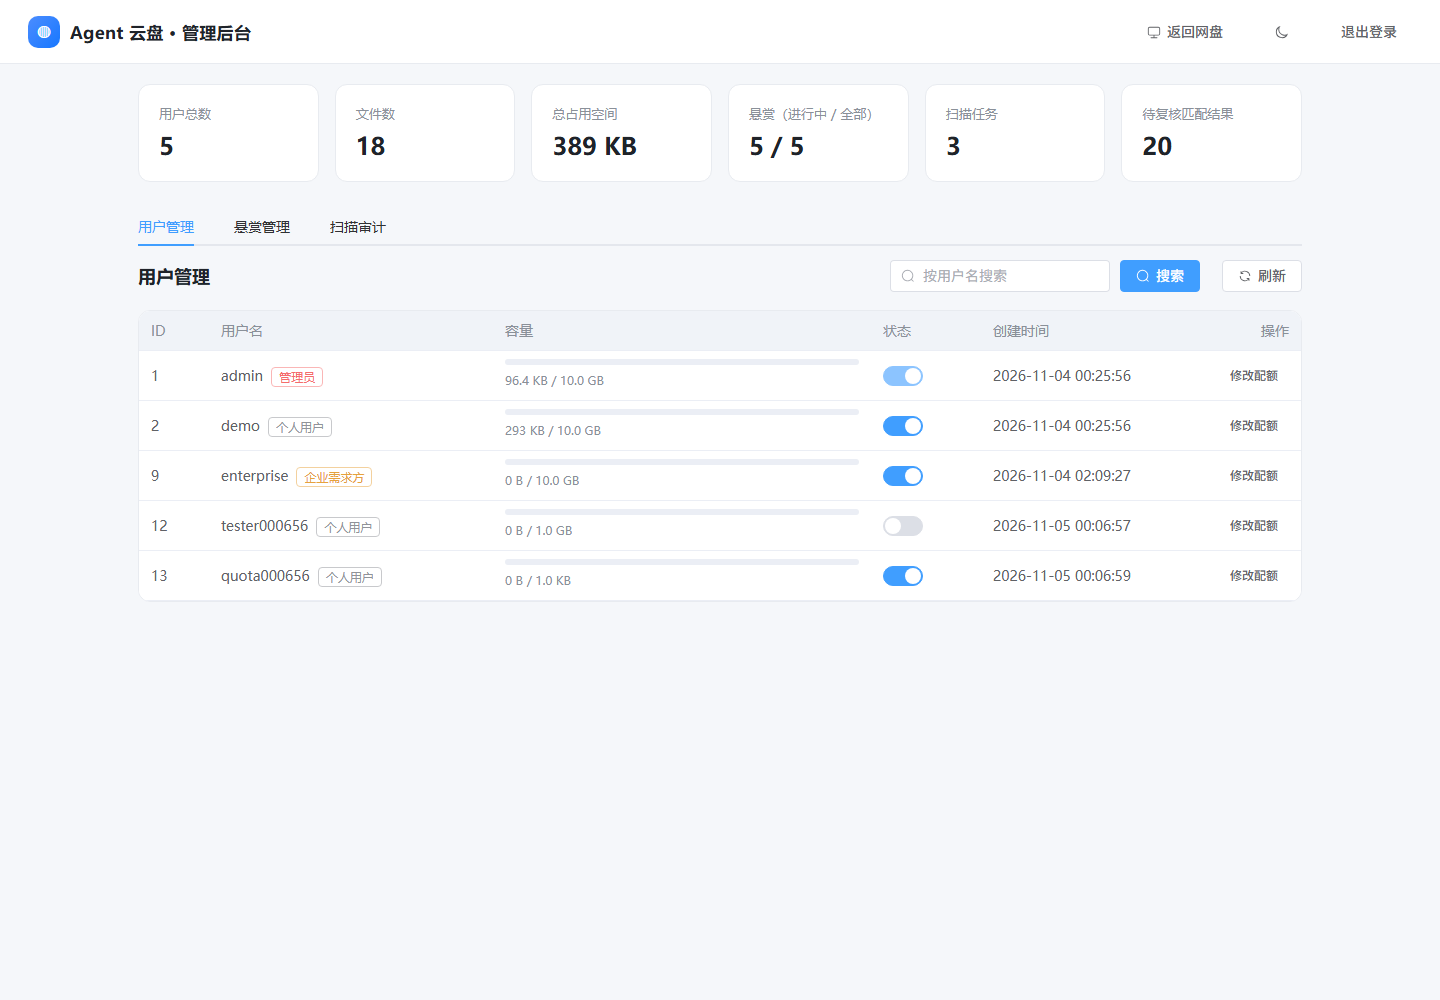 Agent 云盘 • 管理后台
返回网盘
退出登录
用户总数
5
文件数
18
总占用空间
389 KB
悬赏（进行中 / 全部）
5 / 5
扫描任务
3
待复核匹配结果
20
用户管理 悬赏管理 扫描审计
用户管理
按用户名搜索
搜索
刷新
ID 用户名 容量 状态 创建时间 操作
1 admin 管理员 96.4 KB / 10.0 GB 2026-11-04 00:25:56 修改配额
2 demo 个人用户 293 KB / 10.0 GB 2026-11-04 00:25:56 修改配额
9 enterprise 企业需求方 0 B / 10.0 GB 2026-11-04 02:09:27 修改配额
12 tester000656 个人用户 0 B / 1.0 GB 2026-11-05 00:06:57 修改配额
13 quota000656 个人用户 0 B / 1.0 KB 2026-11-05 00:06:59 修改配额